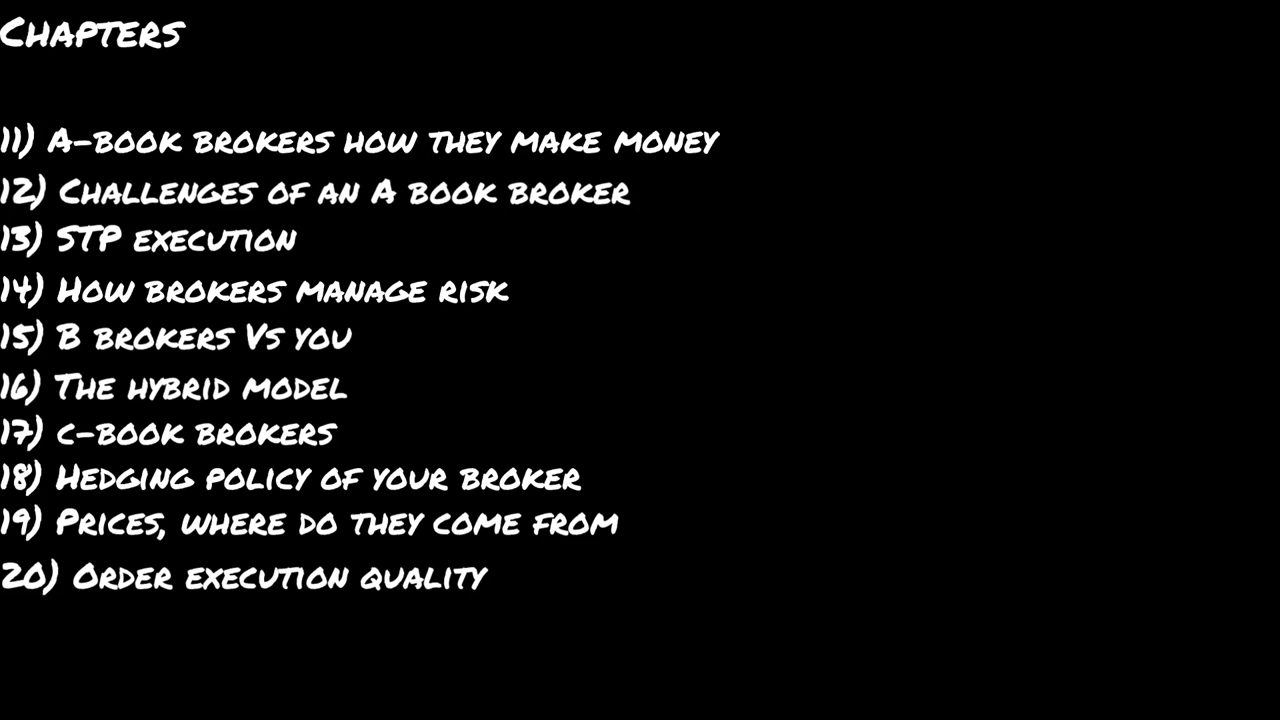 Chapters
11) A-book brokers how they make money
12) Challenges of an A book broker
13) STP execution
14) How brokers manage risk
15) B brokers Vs you
16) The hybrid model
17) c-book brokers
18) Hedging policy of your broker
19) Prices, where do they come from
20) Order execution quality